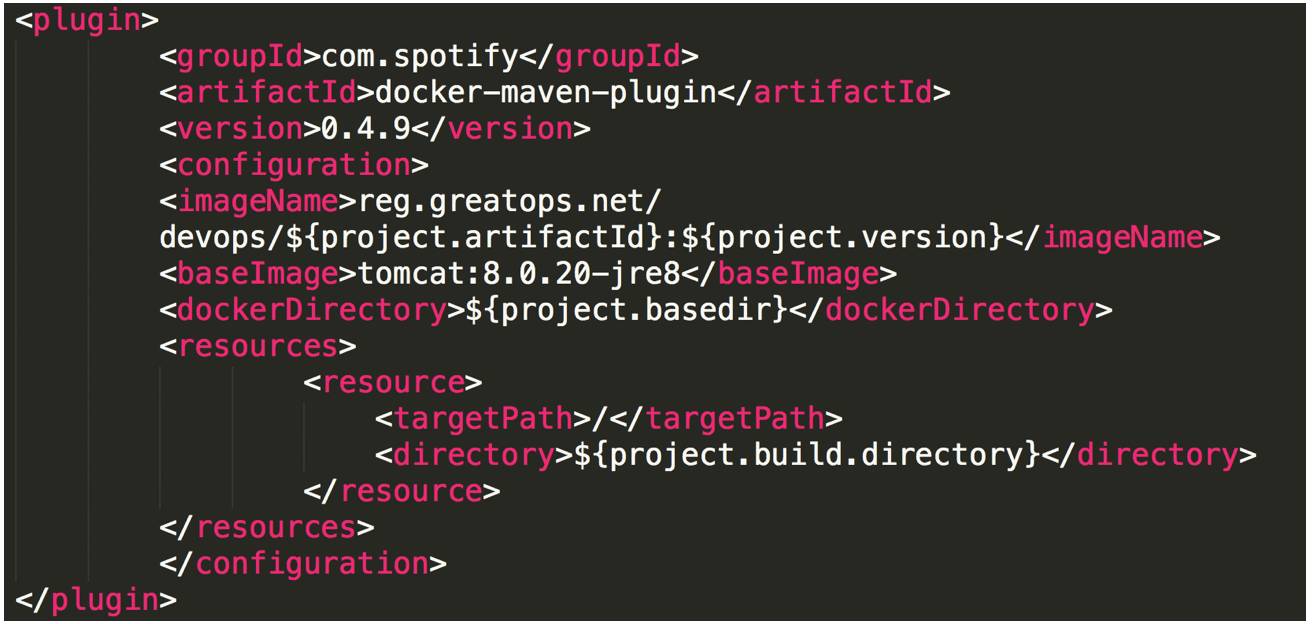 <plugin>
<groupId>com.spotify</groupId>
<artifactId>docker-maven-plugin</artifactId>
<version>0.4.9</version>
<configuration>
<imageName>reg.greatops.net/
devops/${project.artifactId}:${project.version}</imageName>
<baseImage>tomcat:8.0.20-jre8</baseImage>
<dockerDirectory>${project.basedir}</dockerDirectory>
<resources>
<resource>
<targetPath>/</targetPath>
<directory>${project.build.directory}</directory>
</resource>
</resources>
</configuration>
</plugin>